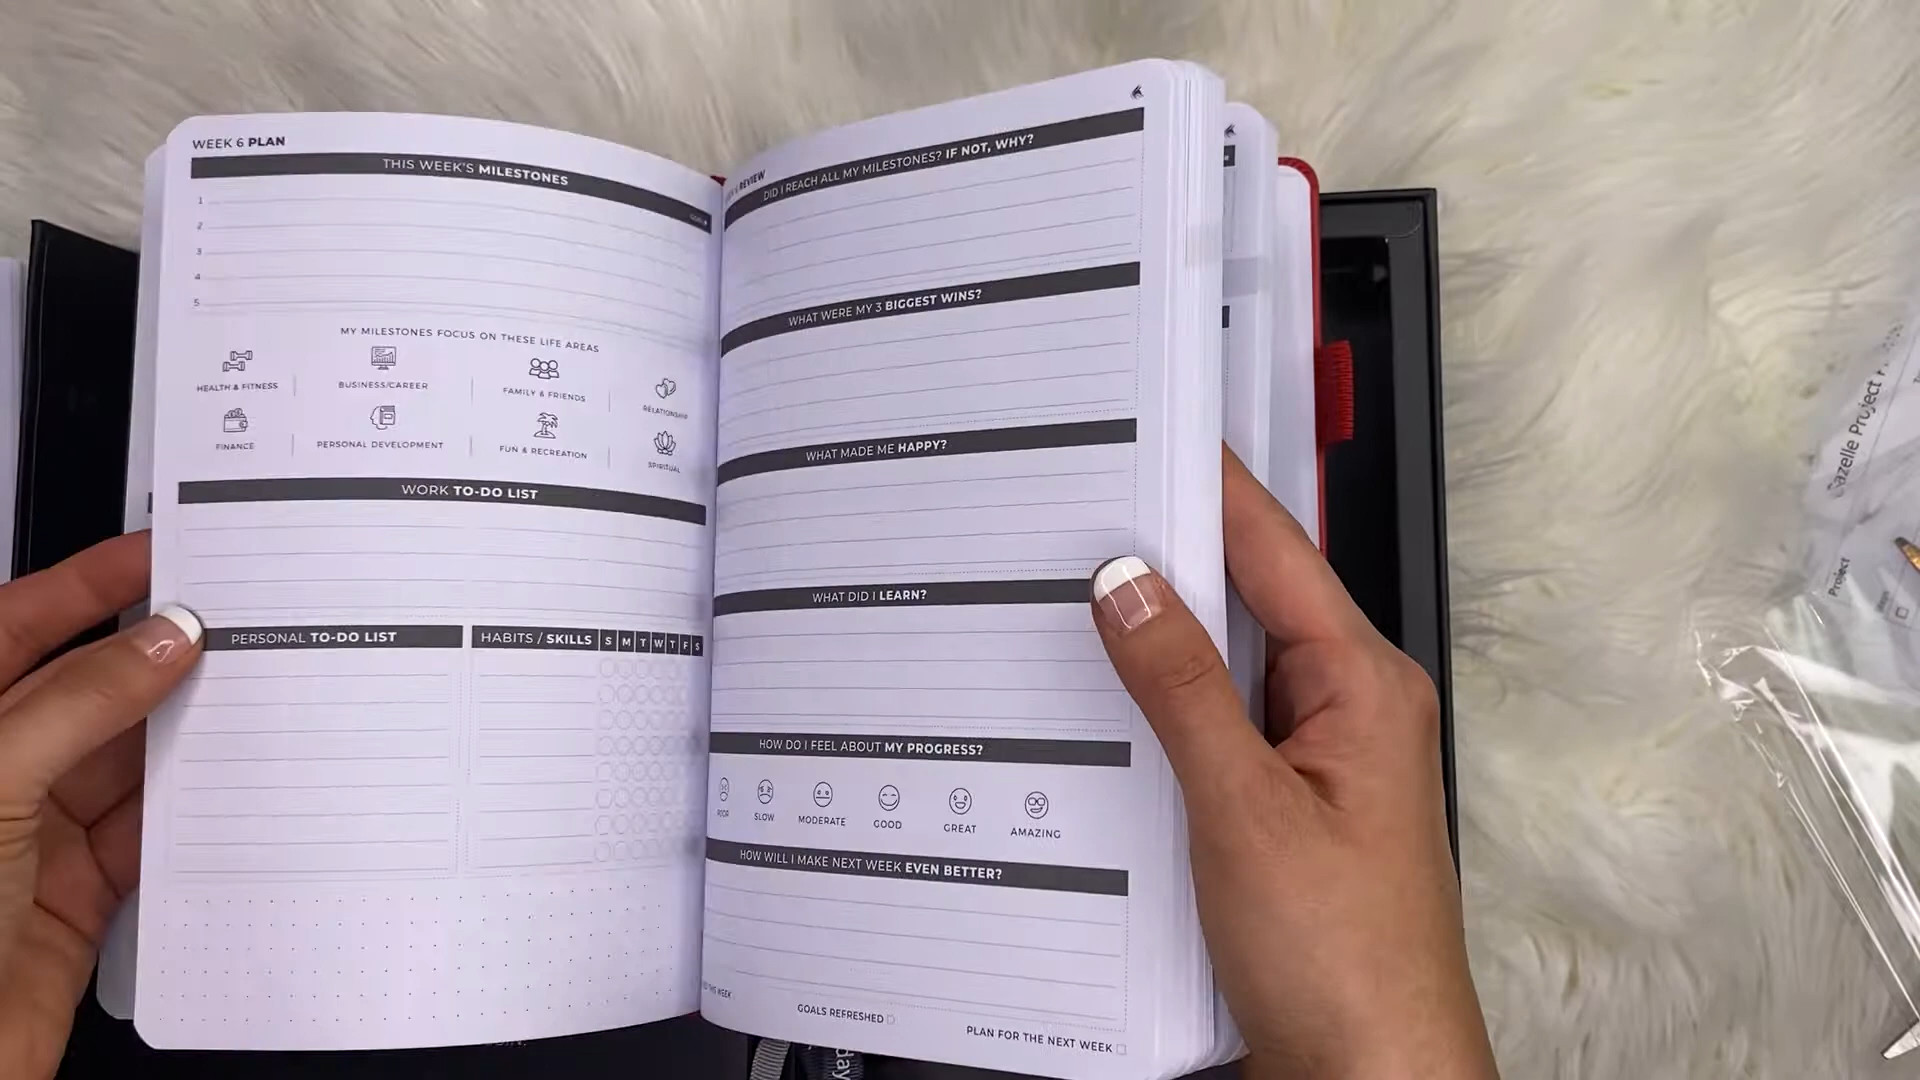 WEEK 6 PLAN
THIS WEEK'S MILESTONES
1
2
3
4
5
MY MILESTONES FOCUS ON THESE LIFE AREAS
HEALTH & FITNESS
BUSINESS/CAREER
FAMILY & FRIENDS
RELATIONSHIP
FINANCE
PERSONAL DEVELOPMENT
FUN & RECREATION
SPIRITUAL
WORK TO-DO LIST
PERSONAL TO-DO LIST
HABITS / SKILLS S M T W T F S
REVIEW
DID I REACH ALL MY MILESTONES? IF NOT, WHY?
WHAT WERE MY 3 BIGGEST WINS?
WHAT MADE ME HAPPY?
WHAT DID I LEARN?
HOW DO I FEEL ABOUT MY PROGRESS?
POOR
SLOW
MODERATE
GOOD
GREAT
AMAZING
HOW WILL I MAKE NEXT WEEK EVEN BETTER?
THIS WEEK
GOALS REFRESHED
PLAN FOR THE NEXT WEEK
Project